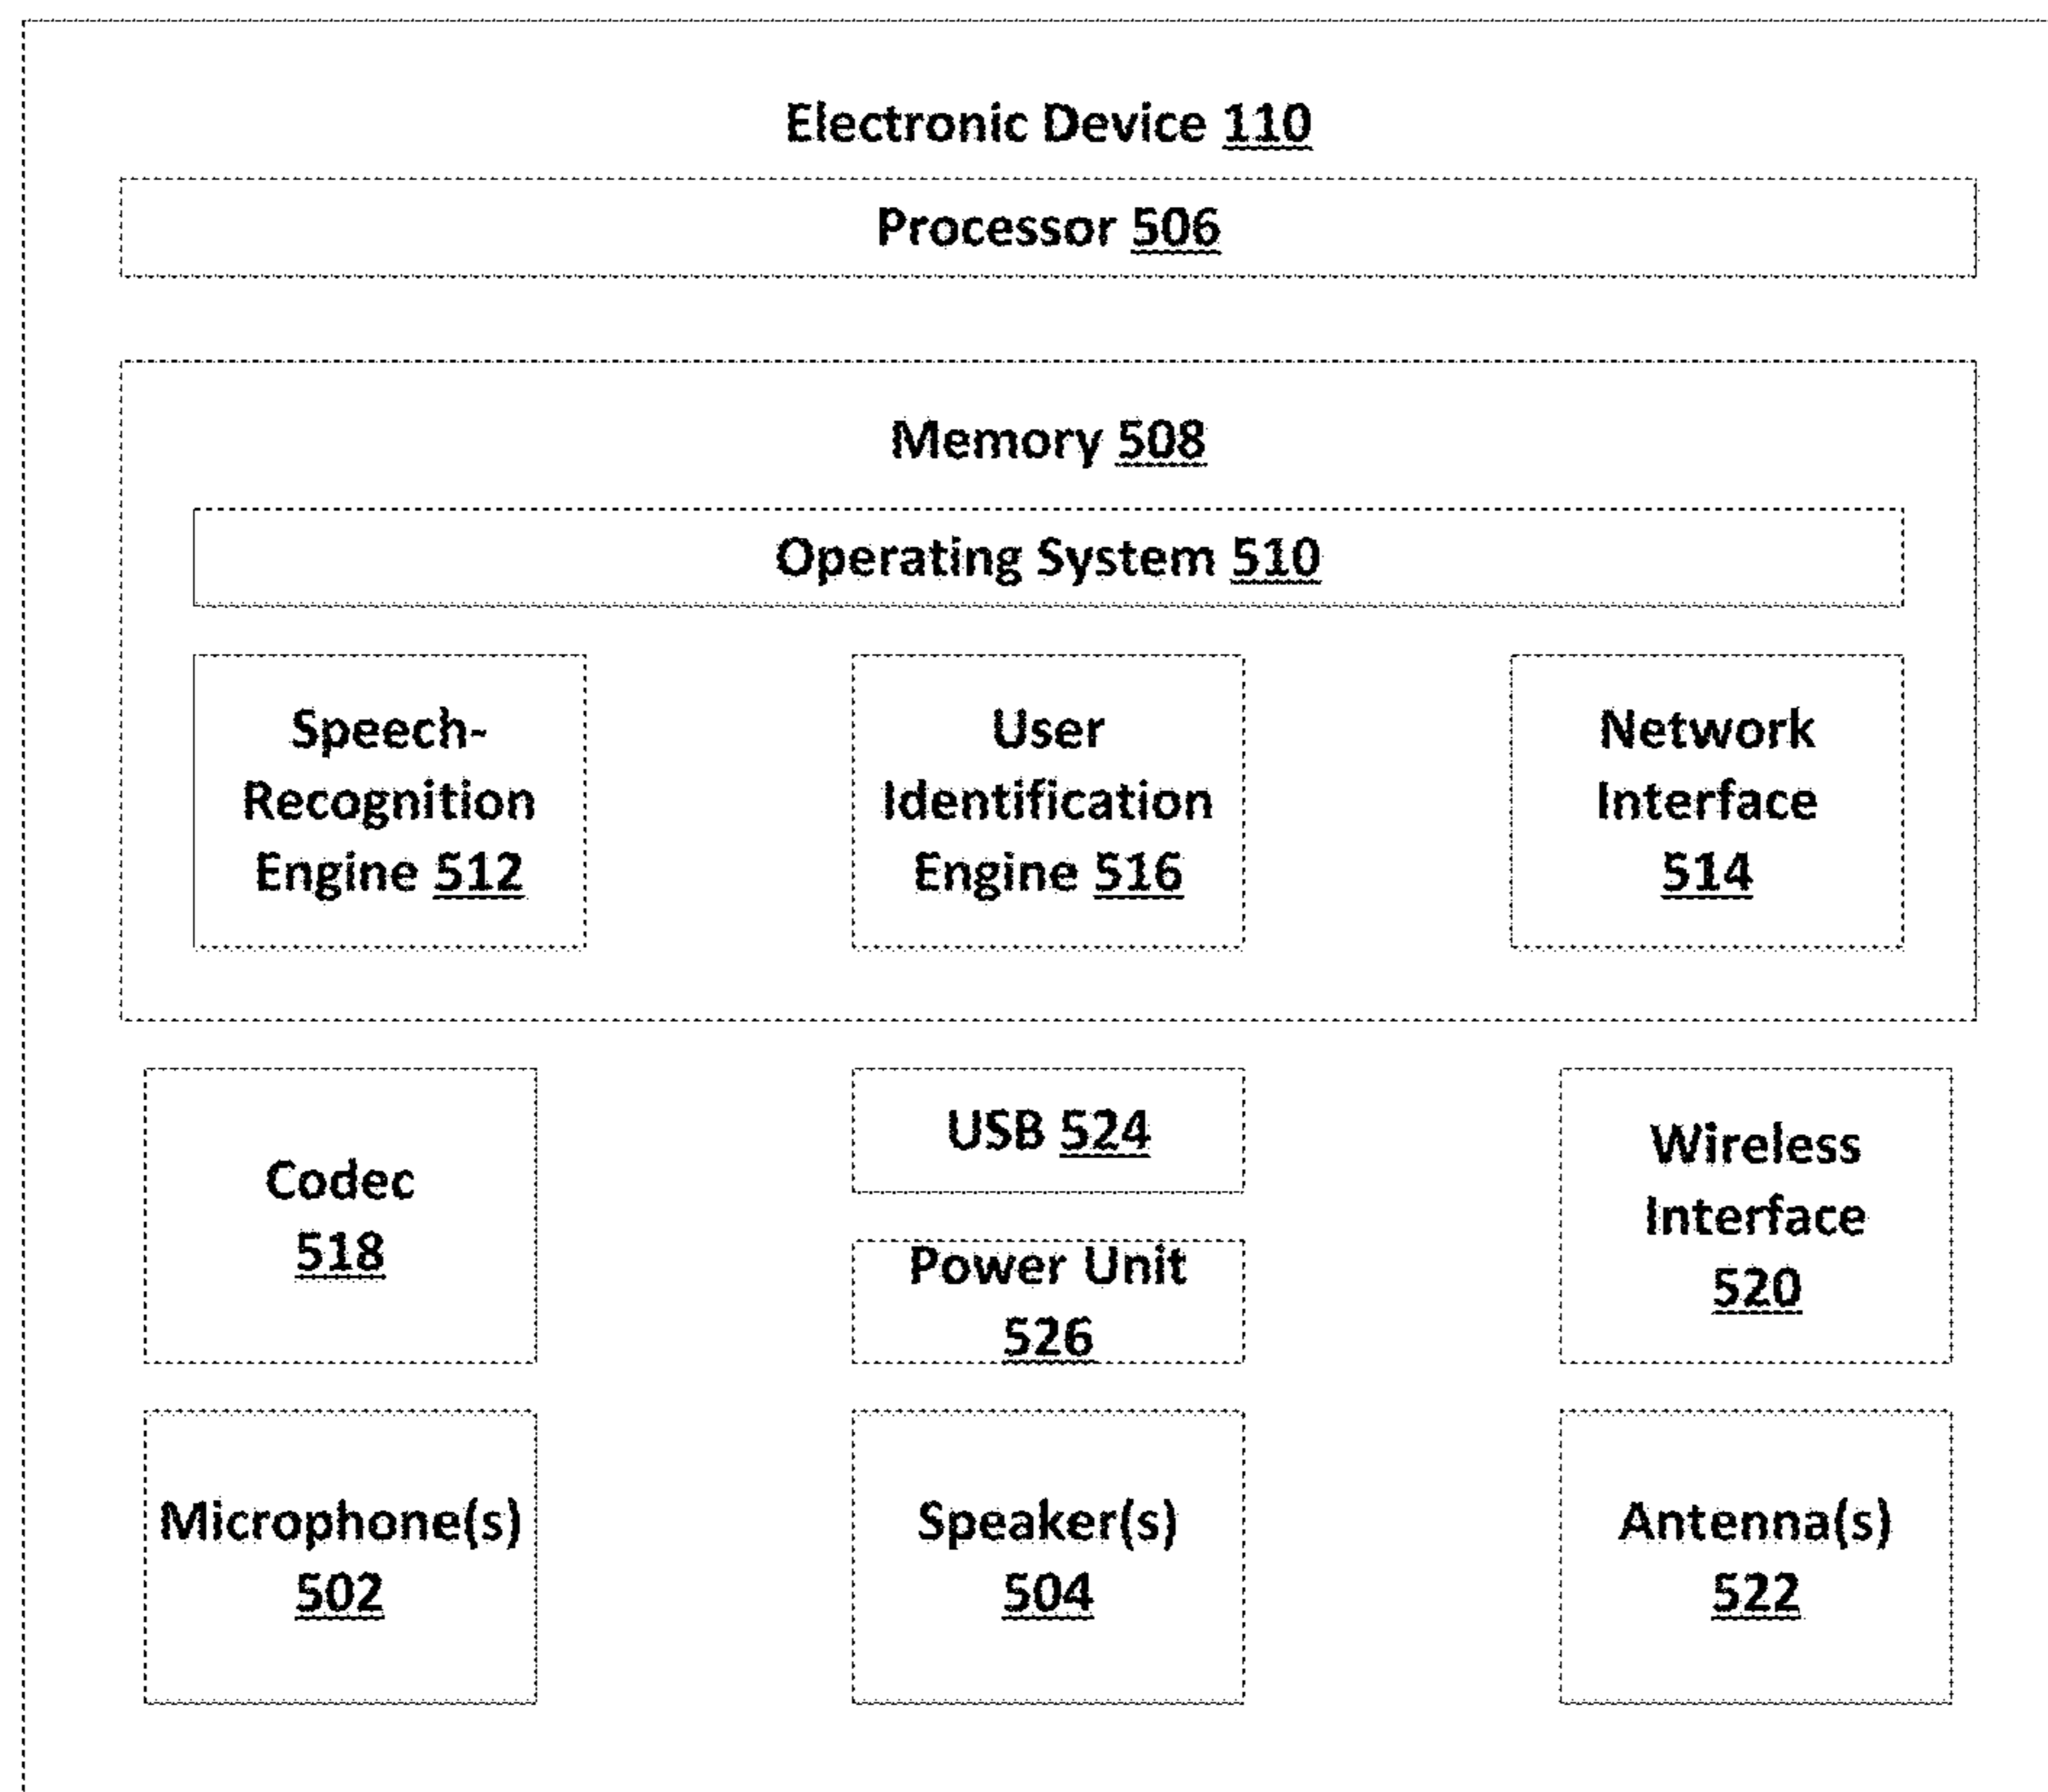 Electronic Device 110
Processor 506
Memory 508
Operating System 510
Speech-
Recognition
Engine 512
User
Identification
Engine 516
Network
Interface
514
Codec
518
USB 524
Power Unit
526
Wireless
Interface
520
Microphone(s)
502
Speaker(s)
504
Antenna(s)
522